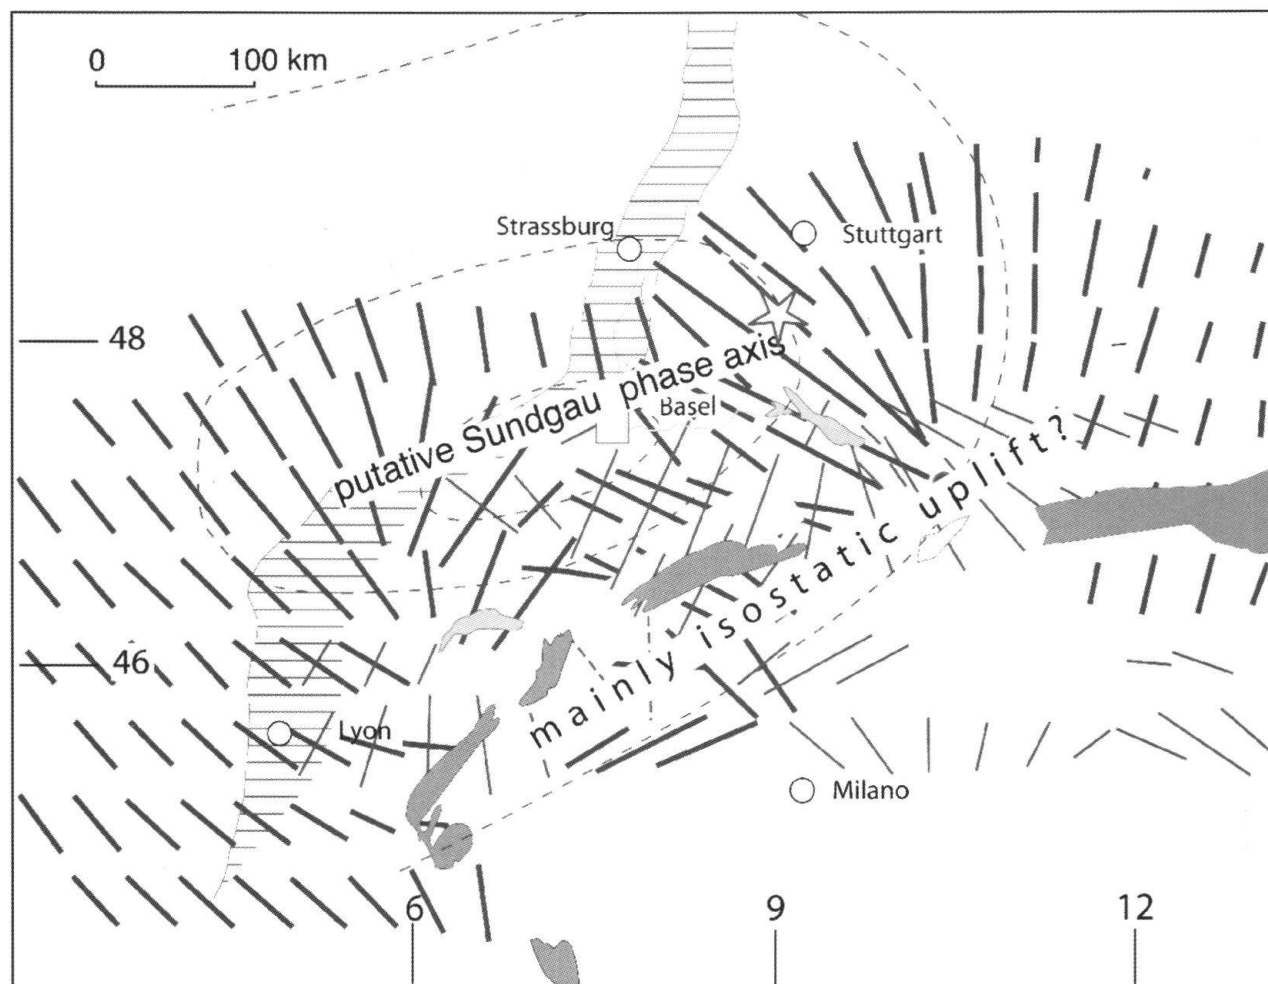 0 100 km
Strassburg
Stuttgart
48
putative Sundgau phase axis
Basel
mainly isostatic uplift?
46
Lyon
Milano
6 9 12